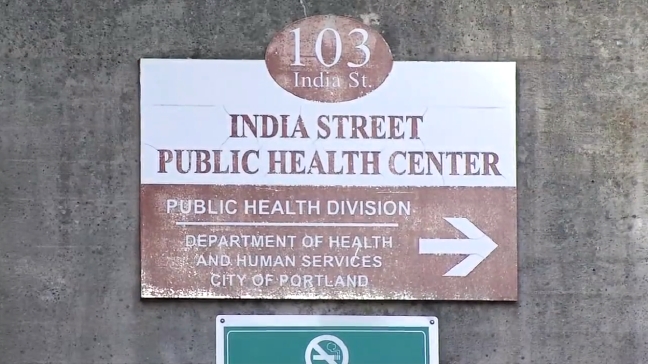 103
India St.
INDIA STREET
PUBLIC HEALTH CENTER
PUBLIC HEALTH DIVISION
DEPARTMENT OF HEALTH
AND HUMAN SERVICES
CITY OF PORTLAND